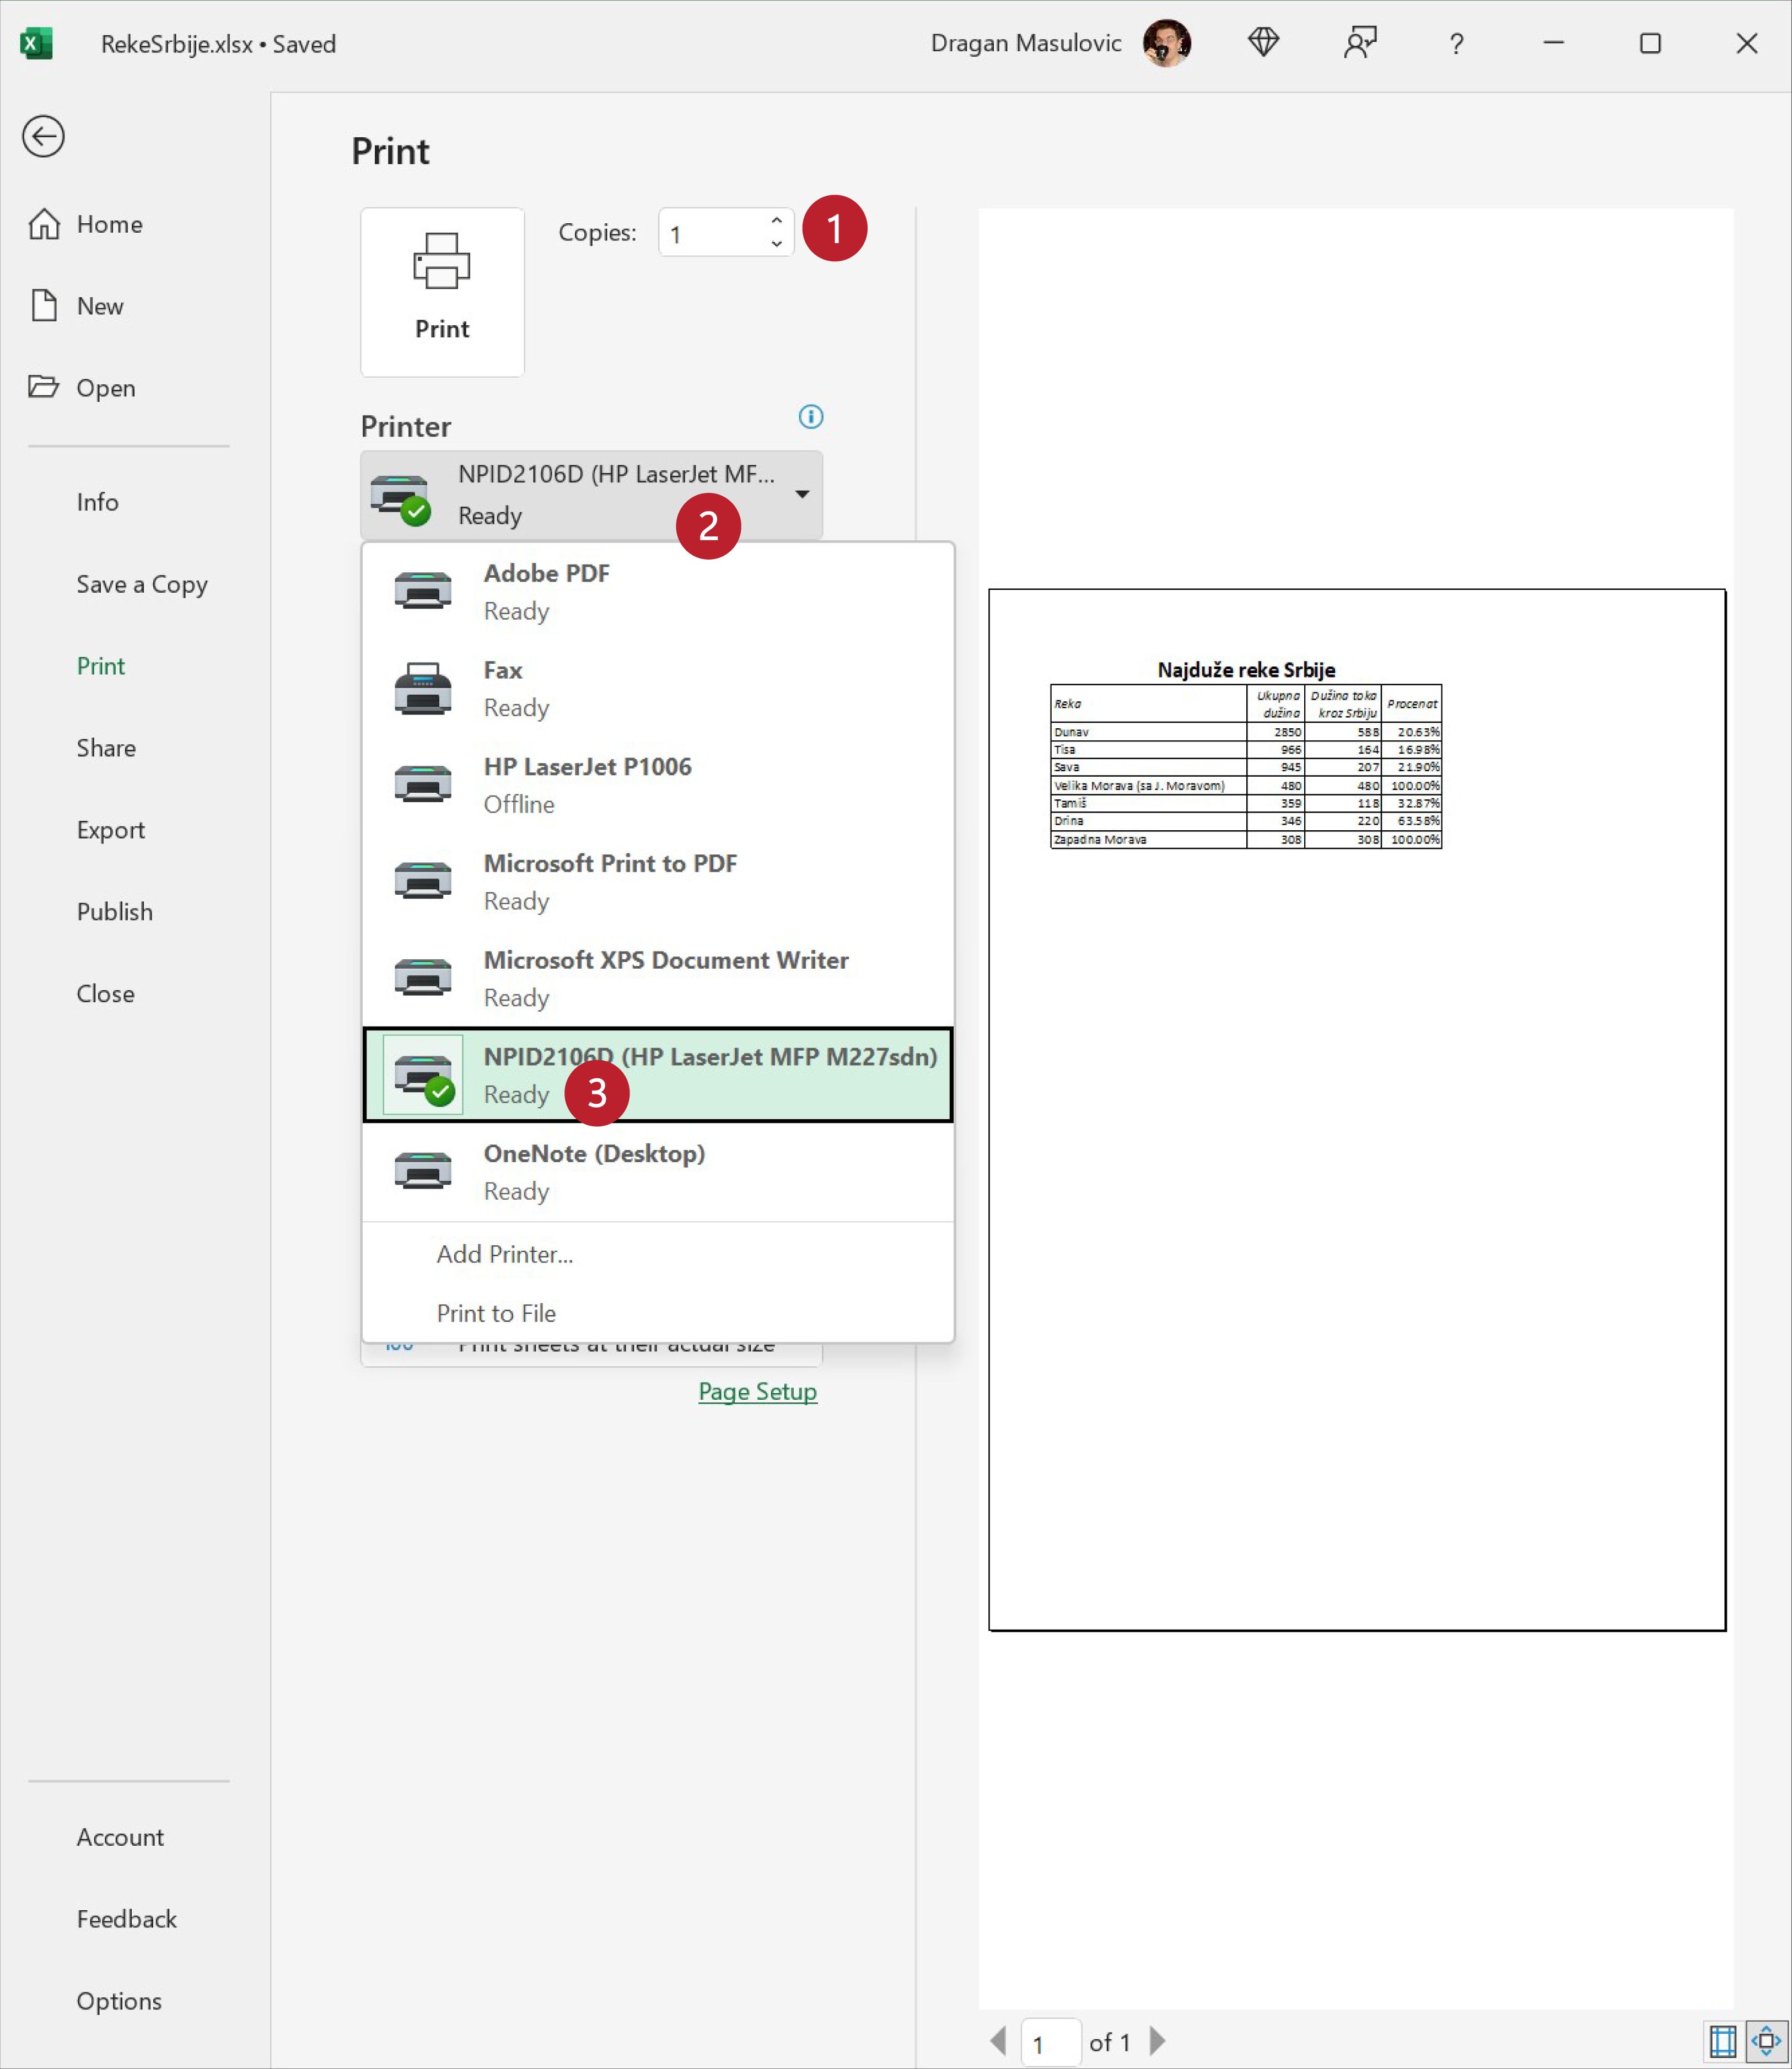 RekeSrbije.xlsx • Saved
Dragan Masulovic
?
Home
New
Open
Info
Save a Copy
Print
Share
Export
Publish
Close
Account
Feedback
Options
Print
Print
Copies: 1
1
Printer
NPID2106D (HP LaserJet MF...
Ready
2
Adobe PDF
Ready
Fax
Ready
HP LaserJet P1006
Offline
Microsoft Print to PDF
Ready
Microsoft XPS Document Writer
Ready
NPID2106D (HP LaserJet MFP M227sdn)
Ready
3
OneNote (Desktop)
Ready
Add Printer...
Print to File
100 Print sheets at their actual size
Page Setup
Najduže reke Srbije
Reka Ukupna dužina Dužina toka kroz Srbiju Procenat
Dunav 2850 588 20.63%
Tisa 966 164 16.98%
Sava 945 207 21.90%
Velika Morava (sa J. Moravom) 480 480 100.00%
Tamiš 359 118 32.87%
Drina 346 220 63.58%
Zapadna Morava 308 308 100.00%
1 of 1